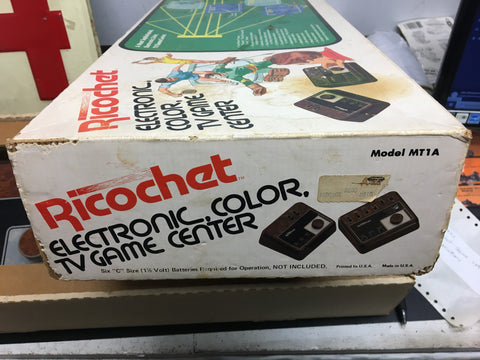 Ricochet
ELECTRONIC, COLOR,
TV GAME
CENTER
Model MT1A
Ricochet™
ELECTRONIC, COLOR,
TV GAME CENTER
Six "C" Size (1½ Volt) Batteries Required for Operation, NOT INCLUDED.
Printed in U.S.A.
Made in U.S.A.